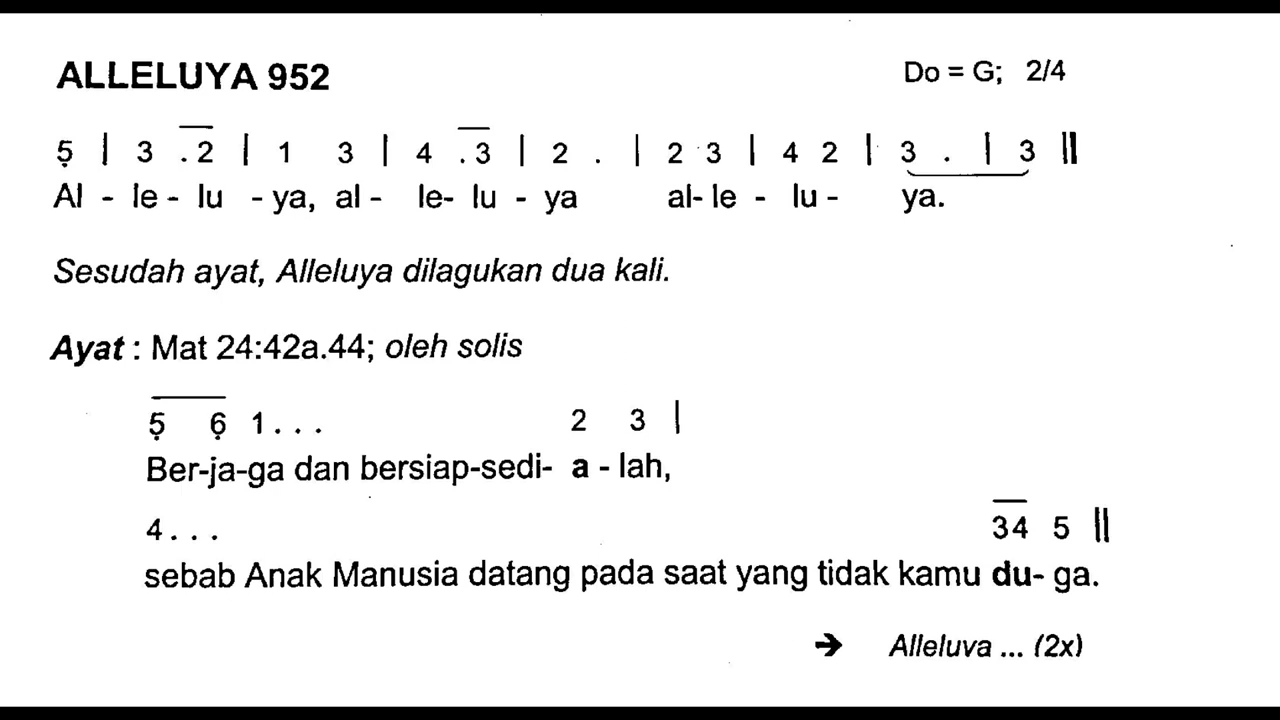 ALLELUYA 952
Do = G; 2/4
5̣ | 3 .2 | 1 3 | 4 .3 | 2 . | 2 3 | 4 2 | 3 . | 3 ||
Al - le - lu - ya, al - le- lu - ya al- le - lu - ya.
Sesudah ayat, Alleluya dilagukan dua kali.
Ayat : Mat 24:42a.44; oleh solis
5̣ 6̣ 1 . . . 2 3 |
Ber-ja-ga dan bersiap-sedi- a - lah,
4 . . . 34 5 ||
sebab Anak Manusia datang pada saat yang tidak kamu du- ga.
→ Alleluva ... (2x)